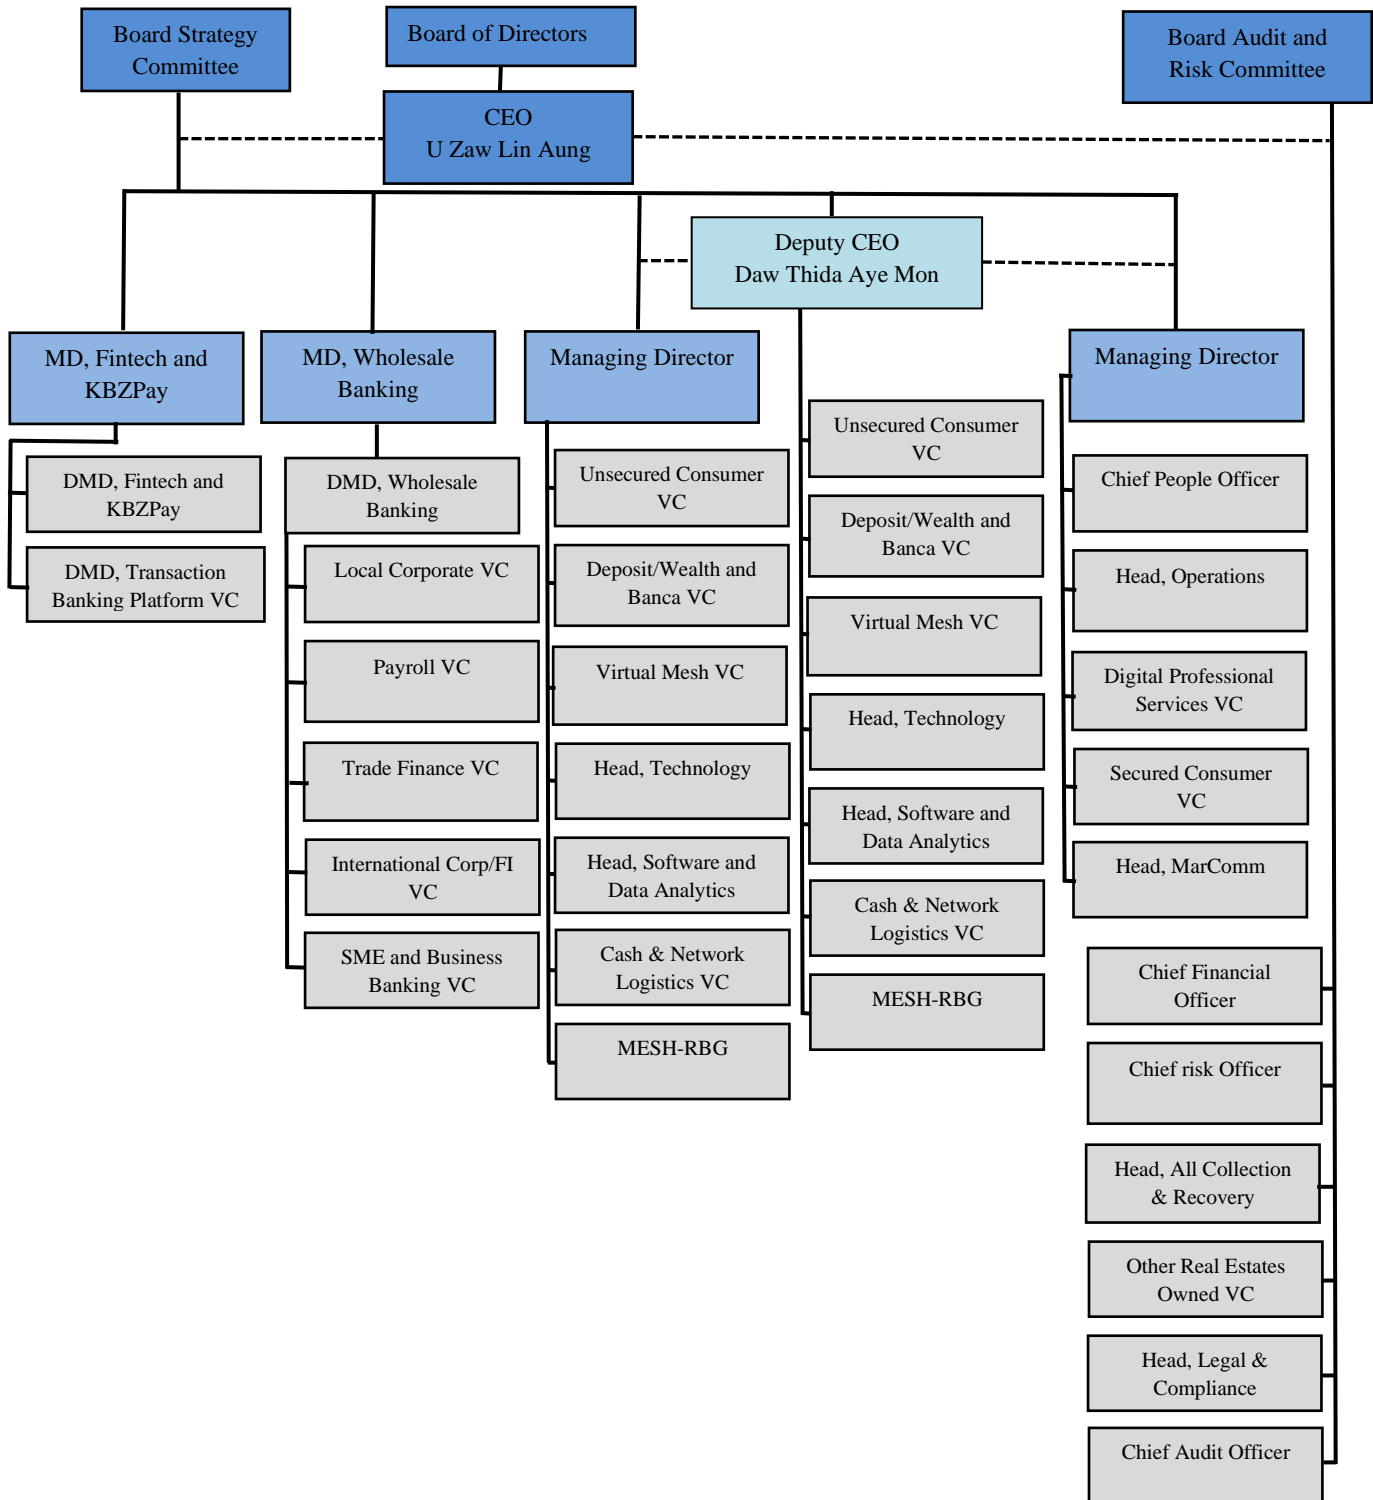 Board Strategy
Committee
Board of Directors
Board Audit and
Risk Committee
CEO
U Zaw Lin Aung
Deputy CEO
Daw Thida Aye Mon
MD, Fintech and
KBZPay
DMD, Fintech and
KBZPay
DMD, Transaction
Banking Platform VC
MD, Wholesale
Banking
DMD, Wholesale
Banking
Local Corporate VC
Payroll VC
Trade Finance VC
International Corp/FI
VC
SME and Business
Banking VC
Managing Director
Unsecured Consumer
VC
Deposit/Wealth and
Banca VC
Virtual Mesh VC
Head, Technology
Head, Software and
Data Analytics
Cash & Network
Logistics VC
MESH-RBG
Unsecured Consumer
VC
Deposit/Wealth and
Banca VC
Virtual Mesh VC
Head, Technology
Head, Software and
Data Analytics
Cash & Network
Logistics VC
MESH-RBG
Managing Director
Chief People Officer
Head, Operations
Digital Professional
Services VC
Secured Consumer
VC
Head, MarComm
Chief Financial
Officer
Chief risk Officer
Head, All Collection
& Recovery
Other Real Estates
Owned VC
Head, Legal &
Compliance
Chief Audit Officer